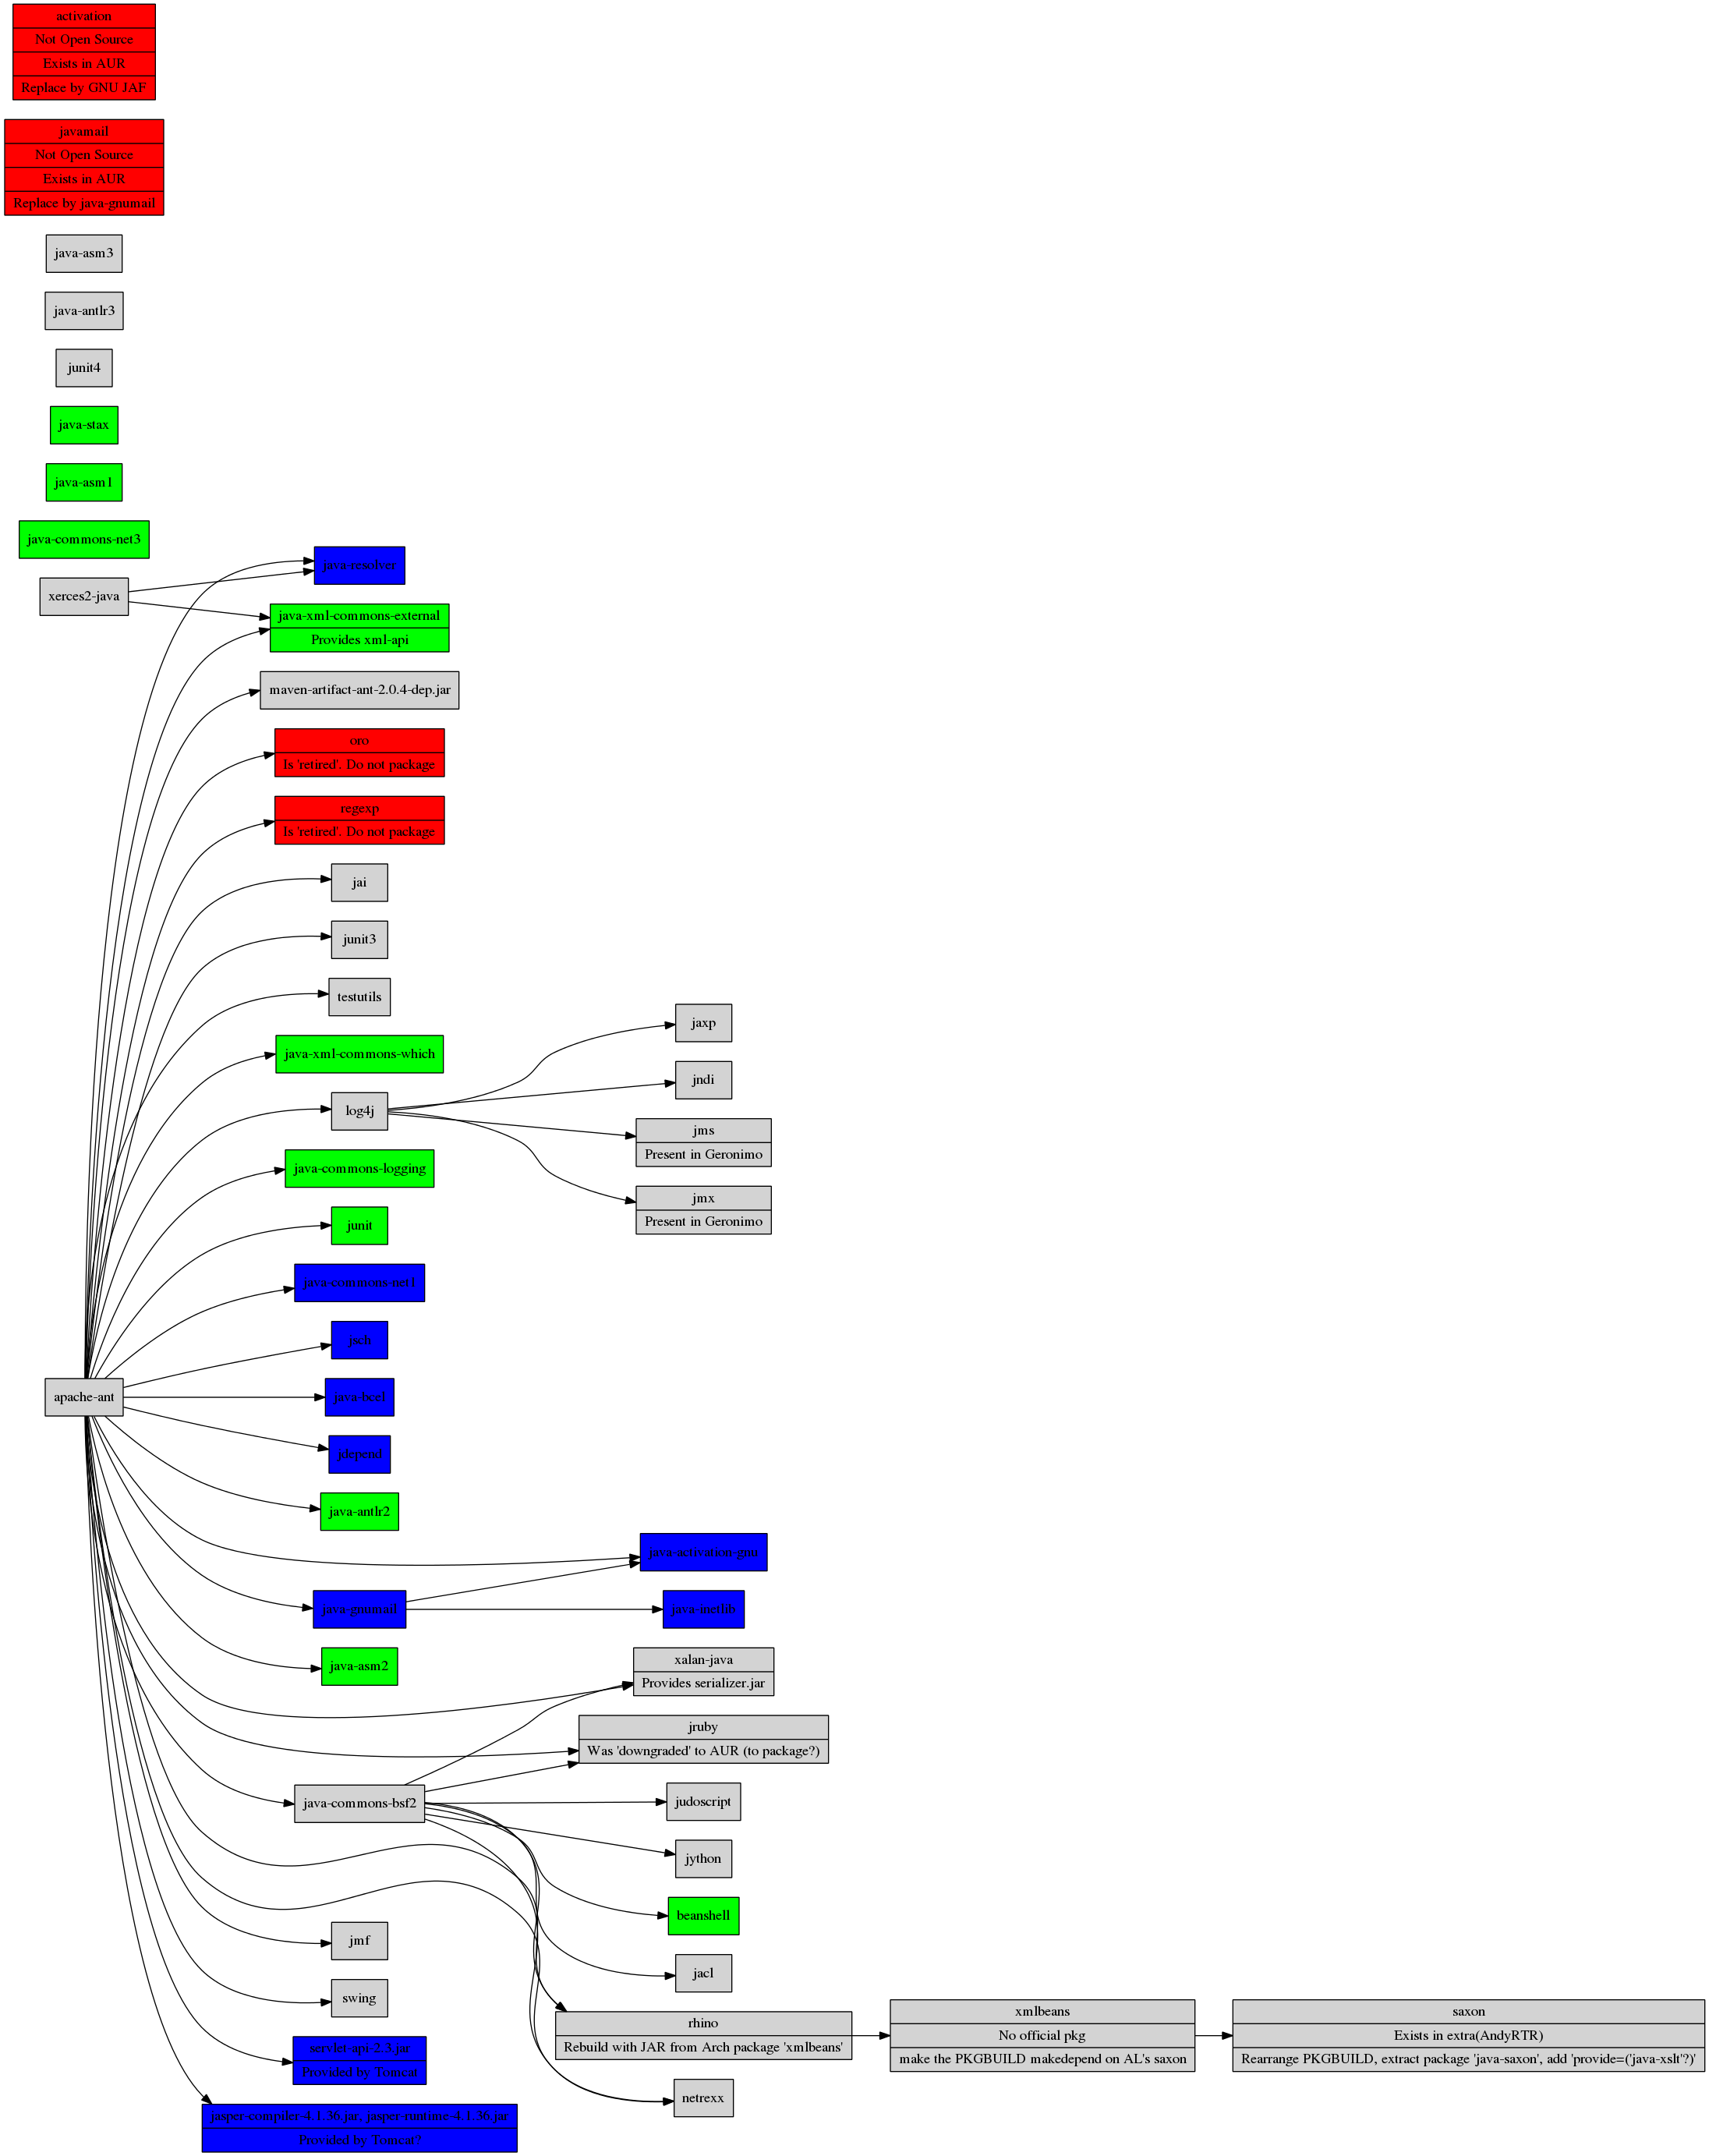 activation
Not Open Source
Exists in AUR
Replace by GNU JAF
javamail
Not Open Source
Exists in AUR
Replace by java-gnumail
java-asm3
java-antlr3
junit4
java-stax
java-asm1
java-commons-net3
xerces2-java
apache-ant
java-resolver
java-xml-commons-external
Provides xml-api
maven-artifact-ant-2.0.4-dep.jar
oro
Is 'retired'. Do not package
regexp
Is 'retired'. Do not package
jai
junit3
testutils
java-xml-commons-which
log4j
java-commons-logging
junit
java-commons-net1
jsch
java-bcel
jdepend
java-antlr2
java-gnumail
java-asm2
java-commons-bsf2
jmf
swing
servlet-api-2.3.jar
Provided by Tomcat
jasper-compiler-4.1.36.jar, jasper-runtime-4.1.36.jar
Provided by Tomcat?
jaxp
jndi
jms
Present in Geronimo
jmx
Present in Geronimo
java-activation-gnu
java-inetlib
xalan-java
Provides serializer.jar
jruby
Was 'downgraded' to AUR (to package?)
judoscript
jython
beanshell
jacl
rhino
Rebuild with JAR from Arch package 'xmlbeans'
netrexx
xmlbeans
No official pkg
make the PKGBUILD makedepend on AL's saxon
saxon
Exists in extra(AndyRTR)
Rearrange PKGBUILD, extract package 'java-saxon', add 'provide=('java-xslt'?)'